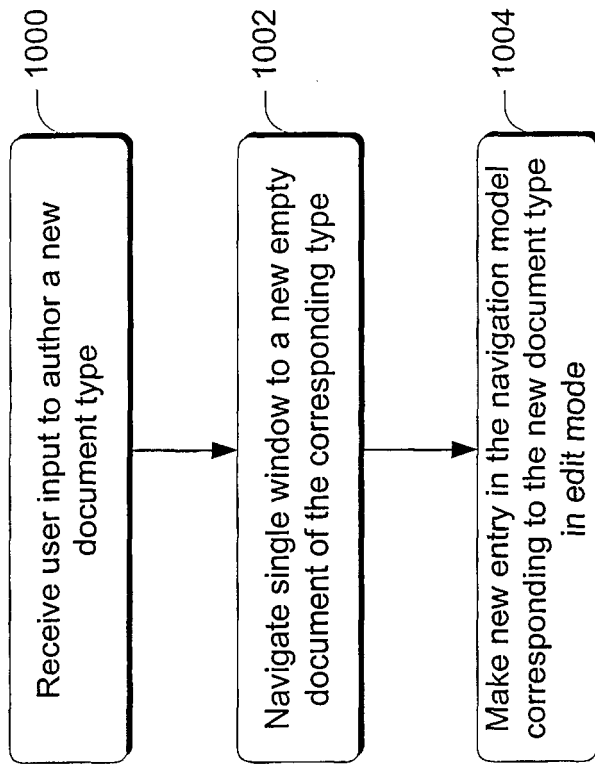 Receive user input to author a new
document type
1000
Navigate single window to a new empty
document of the corresponding type
1002
Make new entry in the navigation model
corresponding to the new document type
in edit mode
1004